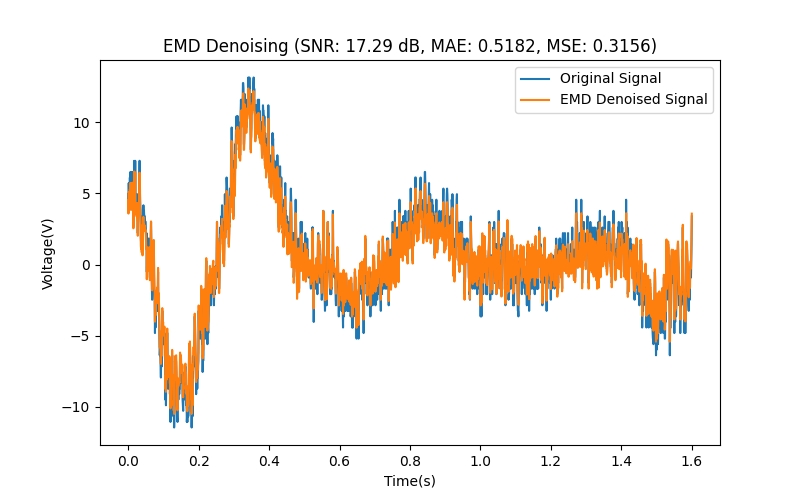 EMD Denoising (SNR: 17.29 dB, MAE: 0.5182, MSE: 0.3156)
Original Signal
EMD Denoised Signal
Voltage(V)
10
5
0
−5
−10
0.0 0.2 0.4 0.6 0.8 1.0 1.2 1.4 1.6
Time(s)